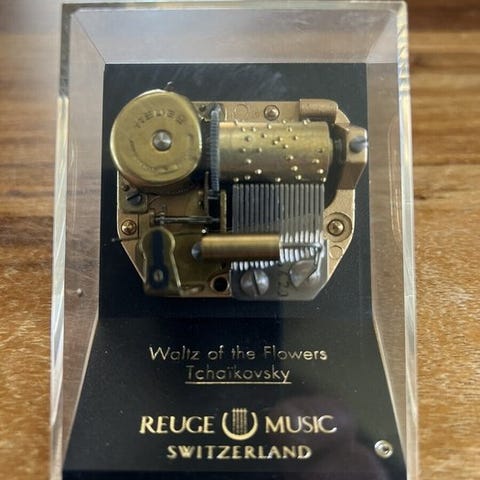 REUGE
Waltz of the Flowers
Tchaïkovsky
REUGE MUSIC
SWITZERLAND